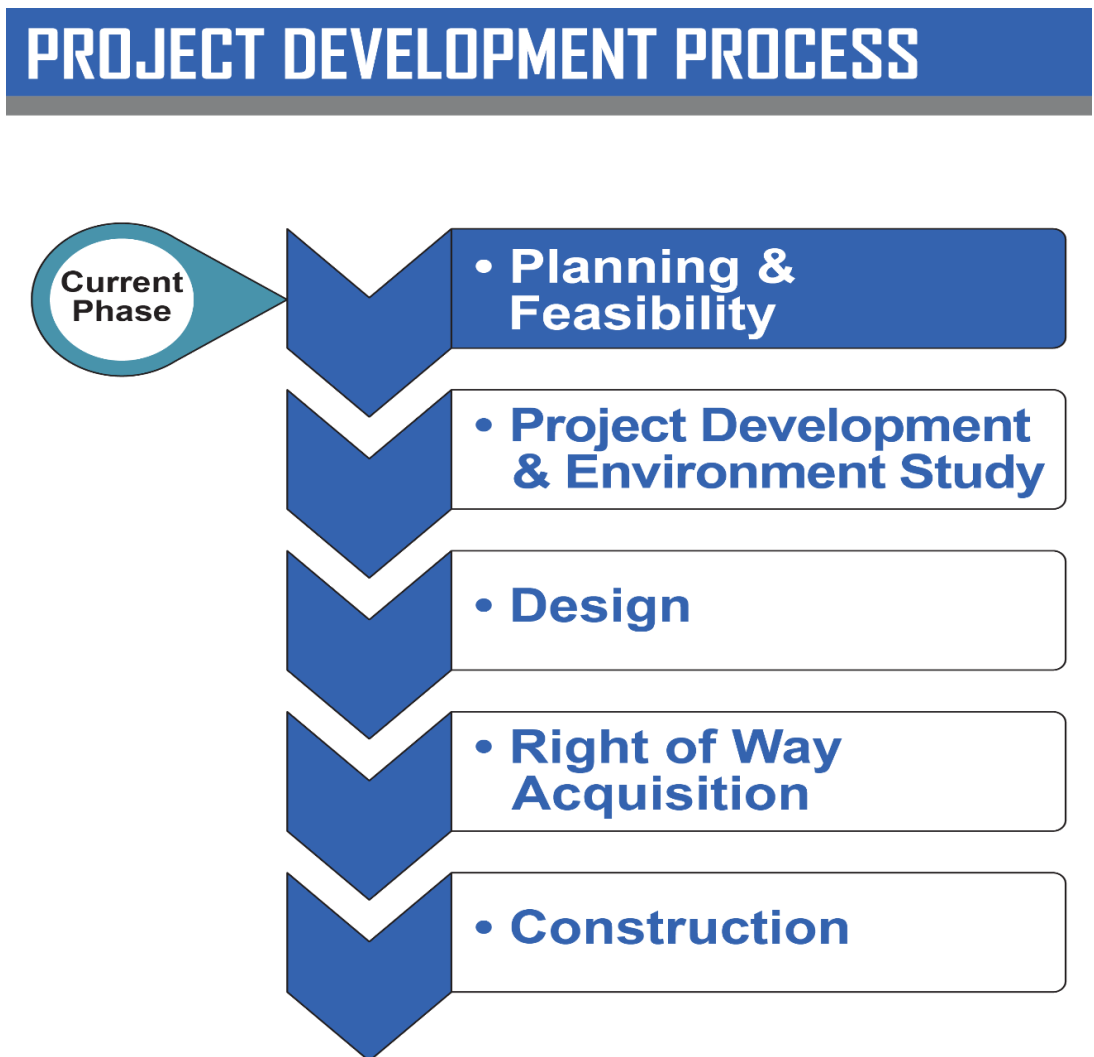 PROJECT DEVELOPMENT PROCESS
Current
Phase
• Planning &
Feasibility
• Project Development
& Environment Study
• Design
• Right of Way
Acquisition
• Construction